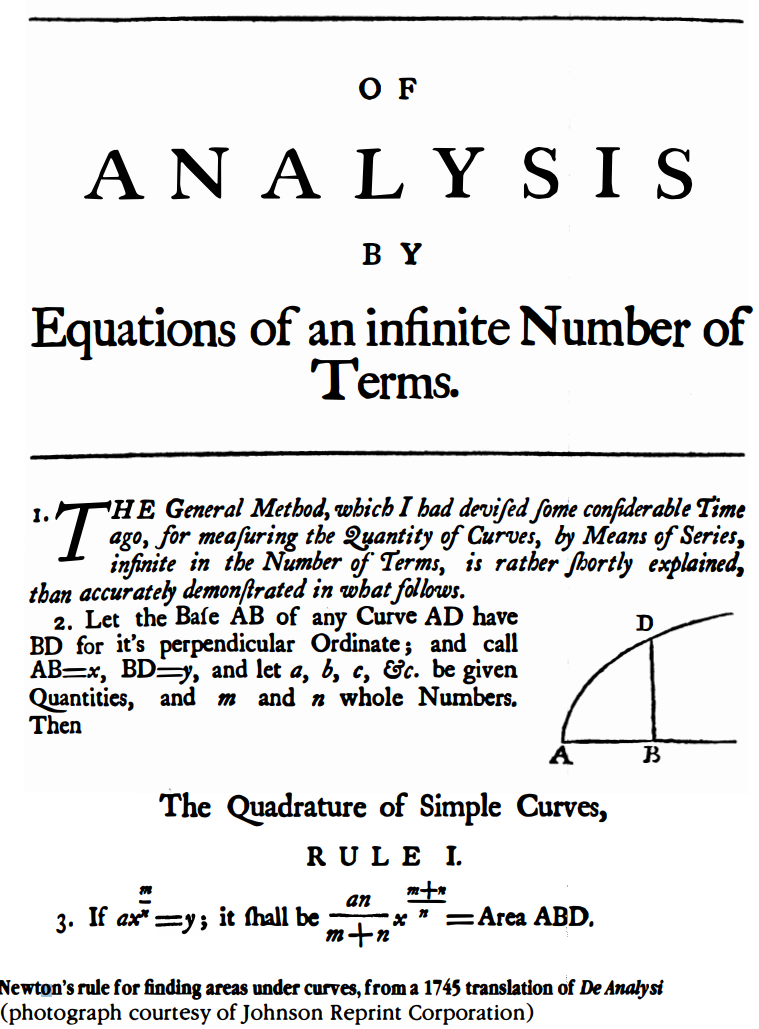 OF
ANALYSIS
BY
Equations of an infinite Number of
Terms.
1. THE General Method, which I had deviſed ſome conſiderable Time
ago, for meaſuring the Quantity of Curves, by Means of Series,
infinite in the Number of Terms, is rather ſhortly explained,
than accurately demonſtrated in what follows.
2. Let the Baſe AB of any Curve AD have
BD for it's perpendicular Ordinate; and call
AB=x, BD=y, and let a, b, c, &c. be given
Quantities, and m and n whole Numbers.
Then
D
A B
The Quadrature of Simple Curves,
RULE I.
3. If ax^(m/n)=y; it ſhall be an/(m+n) x^((m+n)/n) = Area ABD.
Newton's rule for finding areas under curves, from a 1745 translation of De Analysi
(photograph courtesy of Johnson Reprint Corporation)